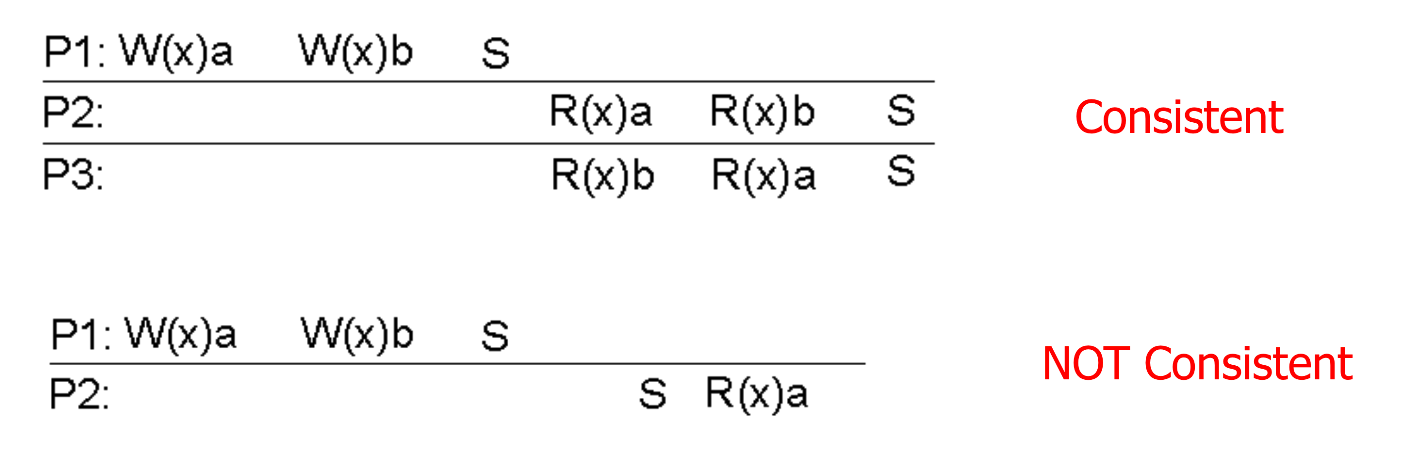 P1: W(x)a W(x)b S
P2: R(x)a R(x)b S
Consistent
P3: R(x)b R(x)a S
P1: W(x)a W(x)b S
NOT Consistent
P2: S R(x)a